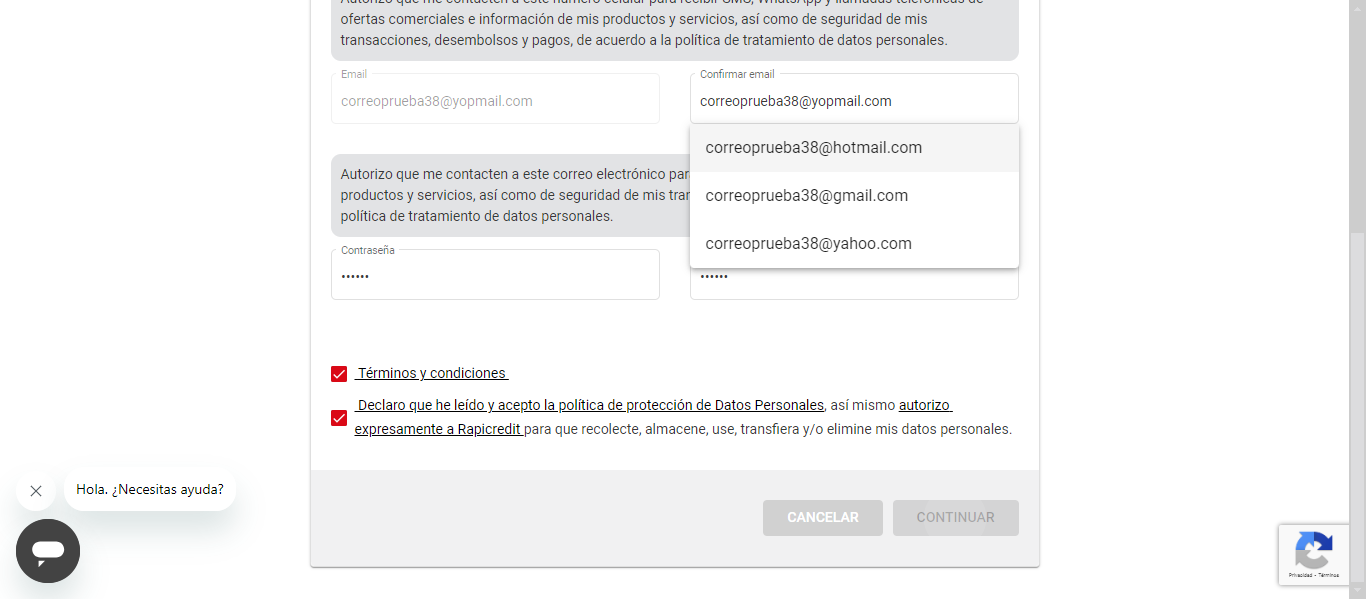 Autorizo que me contacten a este número celular para recibir SMS, WhatsApp y llamadas telefónicas de
ofertas comerciales e información de mis productos y servicios, así como de seguridad de mis
transacciones, desembolsos y pagos, de acuerdo a la política de tratamiento de datos personales.
Email
correoprueba38@yopmail.com
Confirmar email
correoprueba38@yopmail.com
correoprueba38@hotmail.com
correoprueba38@gmail.com
correoprueba38@yahoo.com
Autorizo que me contacten a este correo electrónico par
productos y servicios, así como de seguridad de mis trar
política de tratamiento de datos personales.
Contraseña
••••••
••••••
Términos y condiciones
Declaro que he leído y acepto la política de protección de Datos Personales, así mismo autorizo
expresamente a Rapicredit para que recolecte, almacene, use, transfiera y/o elimine mis datos personales.
Hola. ¿Necesitas ayuda?
CANCELAR
CONTINUAR
Privacidad - Términos